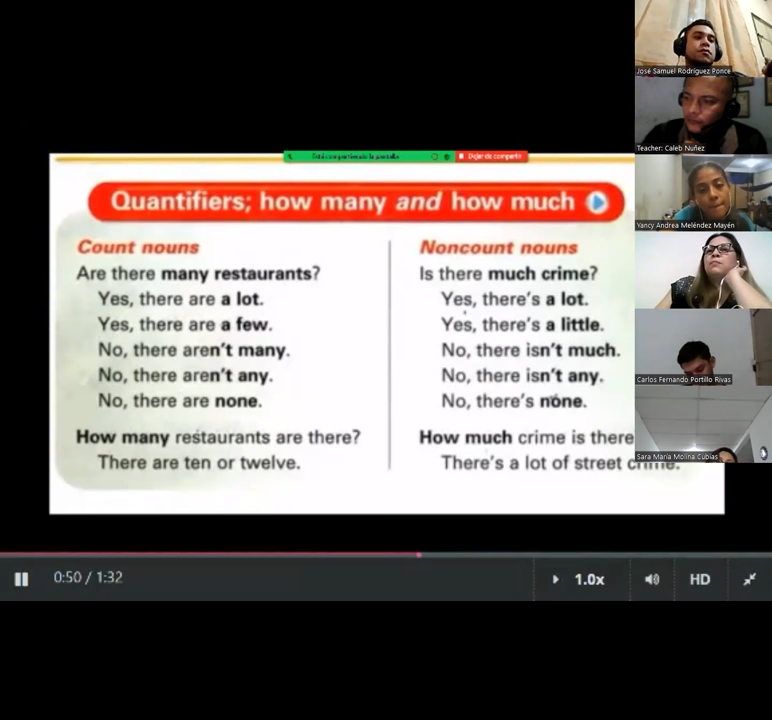 José Samuel Rodríguez Ponce
Teacher: Caleb Nuñez
Yancy Andrea Meléndez Mayén
Carlos Fernando Portillo Rivas
Sara María Molina Cubías
Está compartiendo la pantalla
Dejar de compartir
Quantifiers; how many and how much
Count nouns
Are there many restaurants?
Yes, there are a lot.
Yes, there are a few.
No, there aren't many.
No, there aren't any.
No, there are none.
How many restaurants are there?
There are ten or twelve.
Noncount nouns
Is there much crime?
Yes, there's a lot.
Yes, there's a little.
No, there isn't much.
No, there isn't any.
No, there's none.
How much crime is there
There's a lot of street crime.
0:50 / 1:32
1.0x
HD